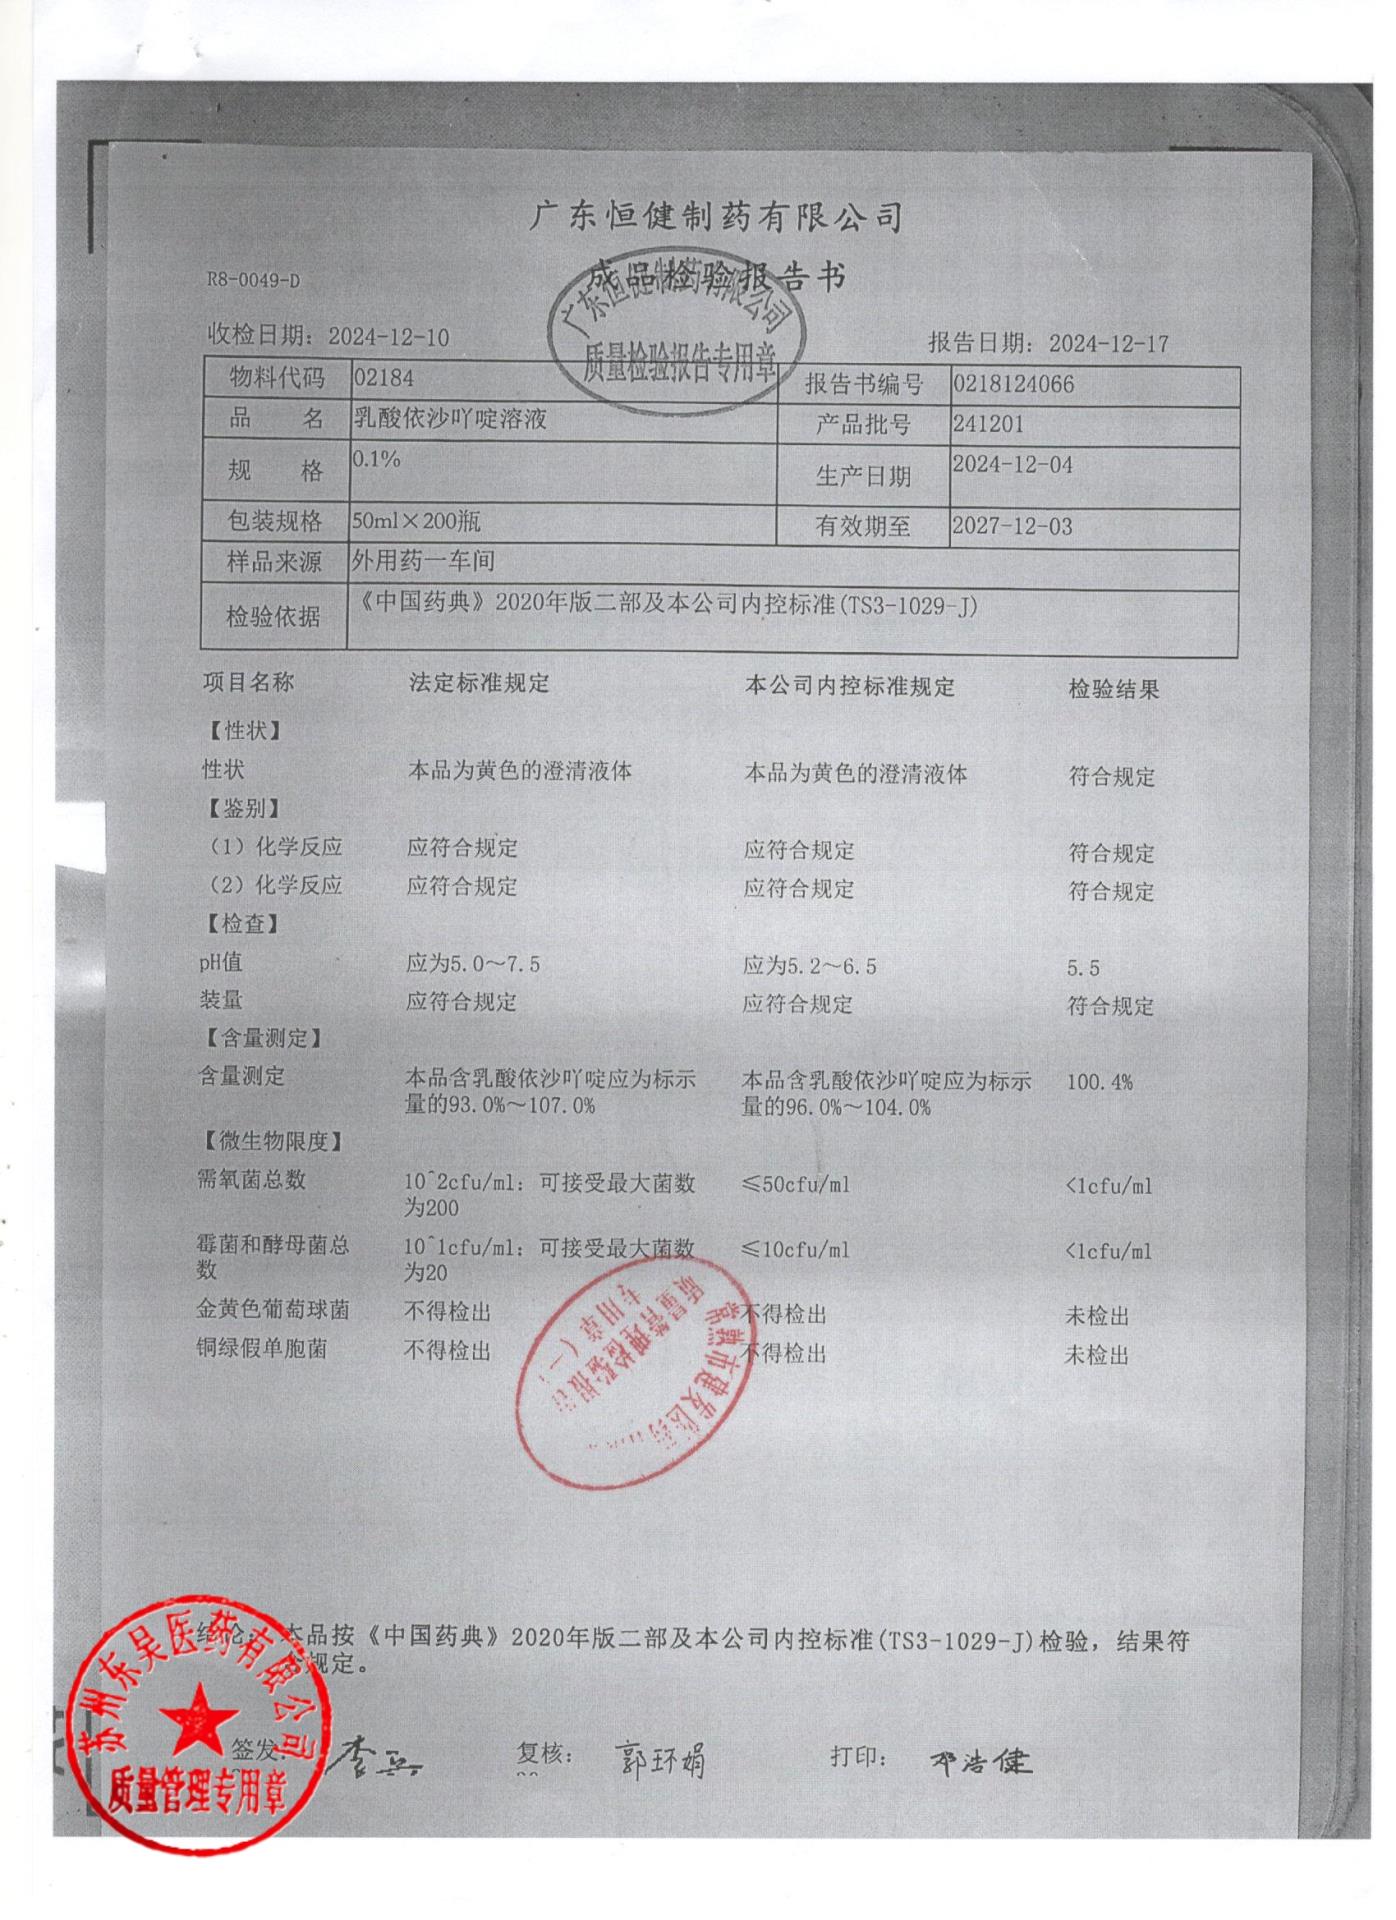 广东恒健制药有限公司
成品检验报告书
R8-0049-D
广东恒健制药有限公司
质量检验报告专用章
收检日期：2024-12-10 报告日期：2024-12-17
物料代码 02184 报告书编号 0218124066
品名 乳酸依沙吖啶溶液 产品批号 241201
规格 0.1% 生产日期 2024-12-04
包装规格 50ml×200瓶 有效期至 2027-12-03
样品来源 外用药一车间
检验依据 《中国药典》2020年版二部及本公司内控标准(TS3-1029-J)
项目名称 法定标准规定 本公司内控标准规定 检验结果
【性状】
性状 本品为黄色的澄清液体 本品为黄色的澄清液体 符合规定
【鉴别】
（1）化学反应 应符合规定 应符合规定 符合规定
（2）化学反应 应符合规定 应符合规定 符合规定
【检查】
pH值 应为5.0～7.5 应为5.2～6.5 5.5
装量 应符合规定 应符合规定 符合规定
【含量测定】
含量测定 本品含乳酸依沙吖啶应为标示 本品含乳酸依沙吖啶应为标示 100.4%
量的93.0%～107.0% 量的96.0%～104.0%
【微生物限度】
需氧菌总数 10^2cfu/ml：可接受最大菌数 ≤50cfu/ml <1cfu/ml
为200
霉菌和酵母菌总 10^1cfu/ml：可接受最大菌数 ≤10cfu/ml <1cfu/ml
数 为20
金黄色葡萄球菌 不得检出 不得检出 未检出
铜绿假单胞菌 不得检出 不得检出 未检出
常熟市建发医药
质量管理检验报告
专用章（一）
结论：本品按《中国药典》2020年版二部及本公司内控标准(TS3-1029-J)检验，结果符
合规定。
签发： 李 复核： 郭环娟 打印： 邓浩健
苏州东吴医药有限公司
质量管理专用章